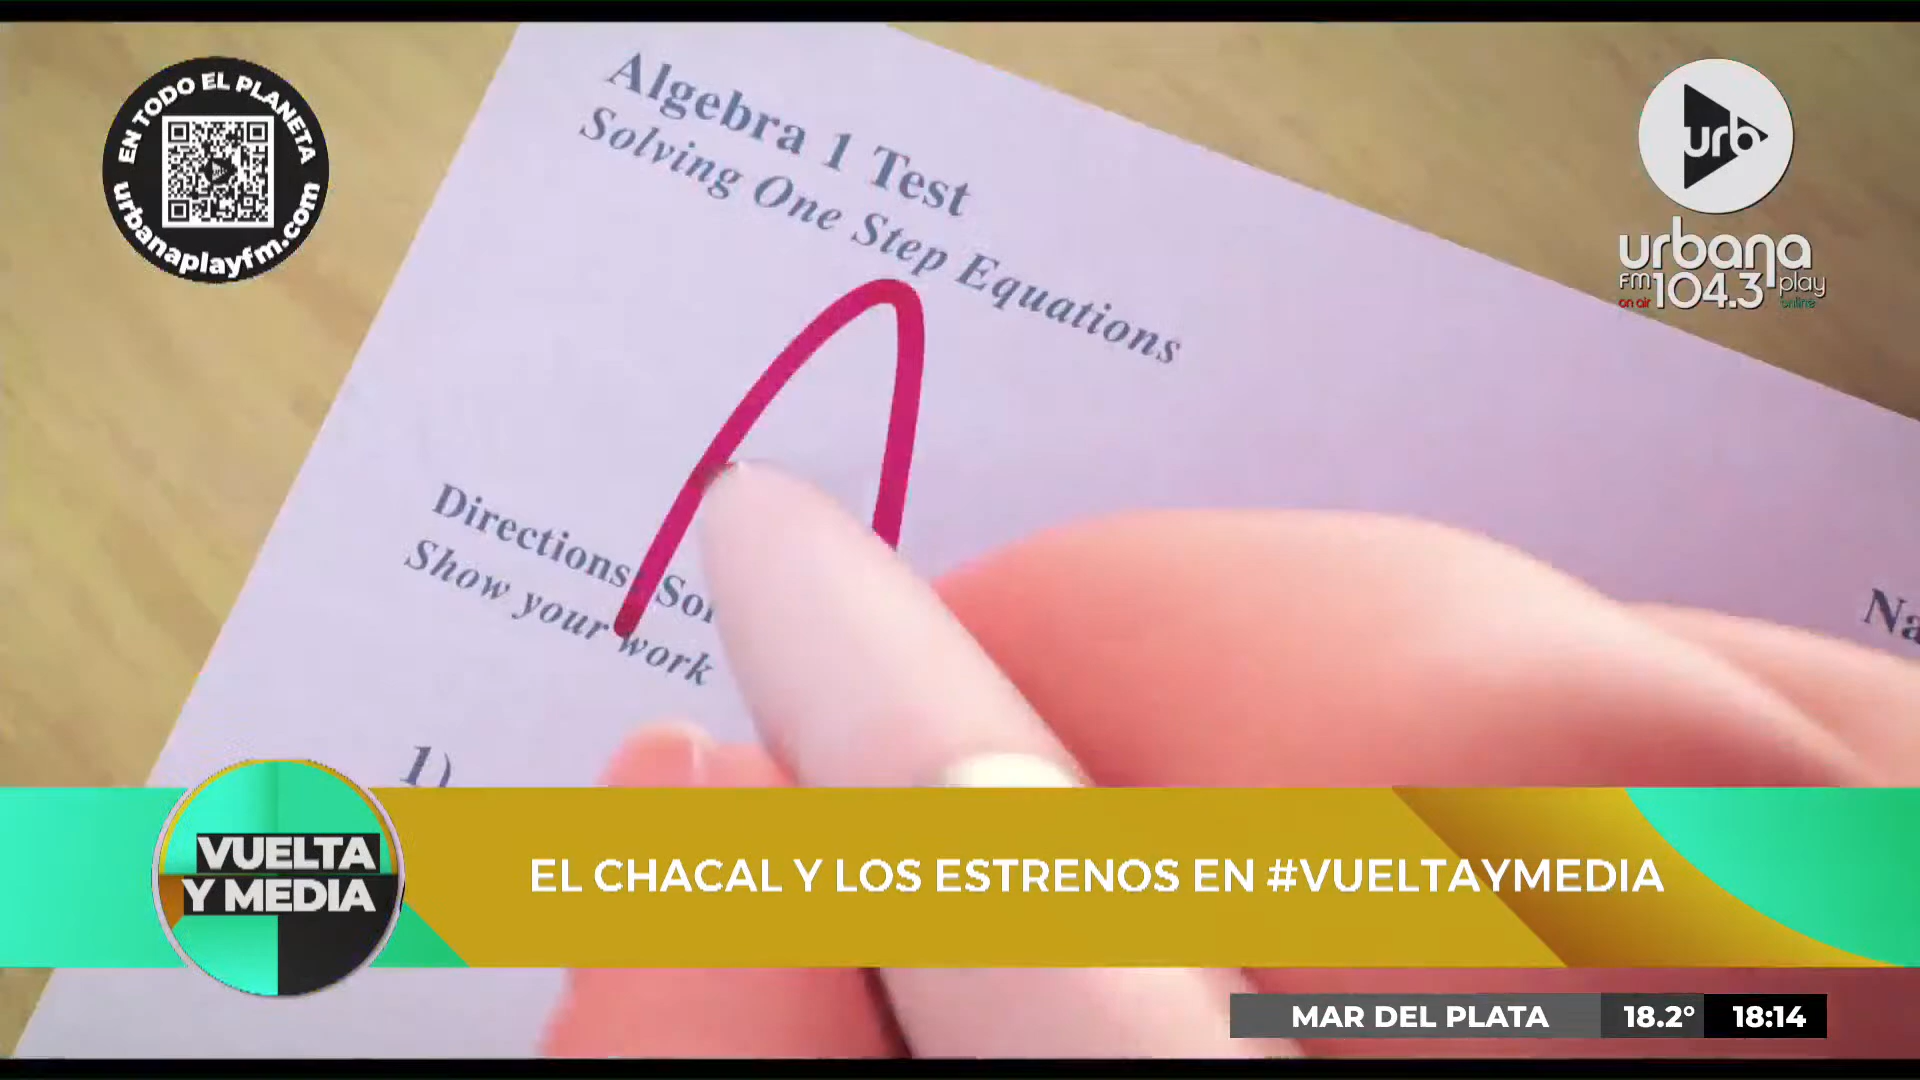 EN TODO EL PLANETA
urbanaplayfm.com
urb
urbana
FM 104.3 play
on air online
Algebra 1 Test
Solving One Step Equations
Directions: Sol
Show your work
Na
1)
VUELTA
Y MEDIA
EL CHACAL Y LOS ESTRENOS EN #VUELTAYMEDIA
MAR DEL PLATA 18.2° 18:14